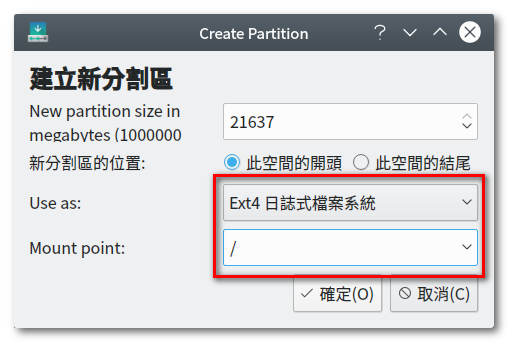 Create Partition
建立新分割區
New partition size in
megabytes (1000000
21637
新分割區的位置:
此空間的開頭
此空間的結尾
Use as:
Ext4 日誌式檔案系統
Mount point:
/
確定(O)
取消(C)